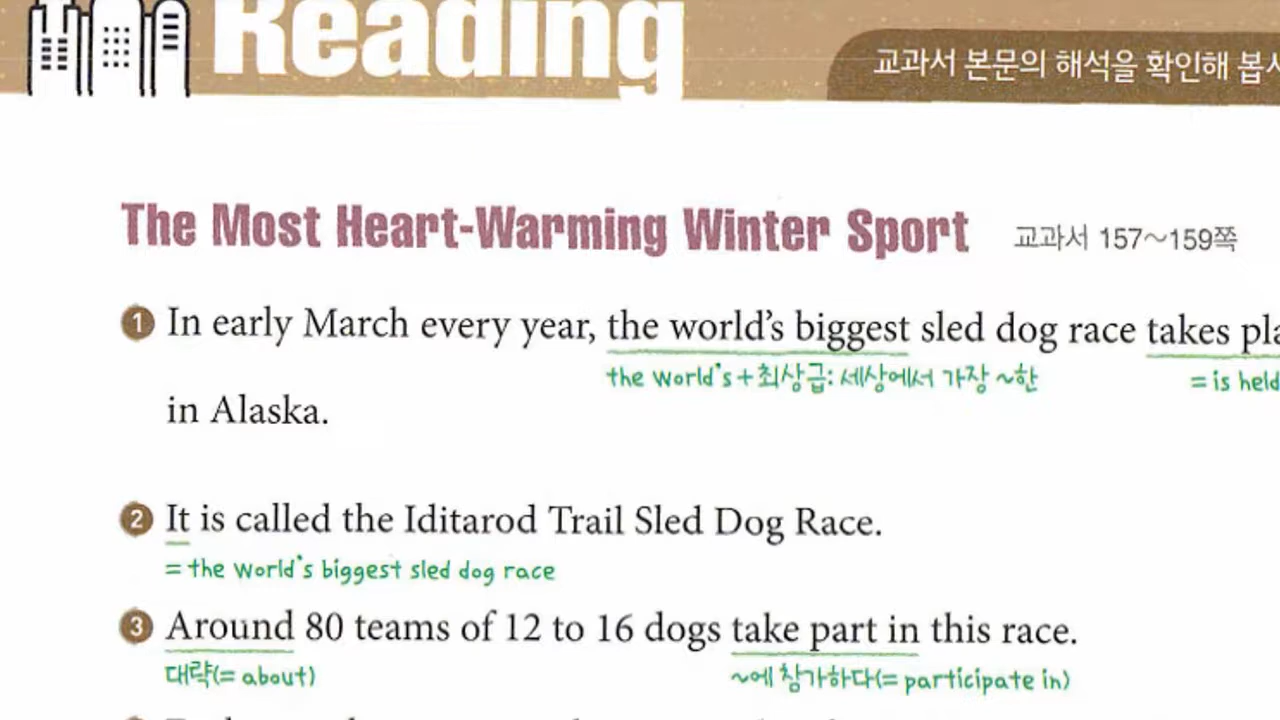 Reading
교과서 본문의 해석을 확인해
The Most Heart-Warming Winter Sport 교과서 157~159쪽
1 In early March every year, the world's biggest sled dog race takes
the world's+최상급: 세상에서 가장 ~한 = is held
in Alaska.
2 It is called the Iditarod Trail Sled Dog Race.
= the world's biggest sled dog race
3 Around 80 teams of 12 to 16 dogs take part in this race.
대략(= about) ~에 참가하다(= participate in)